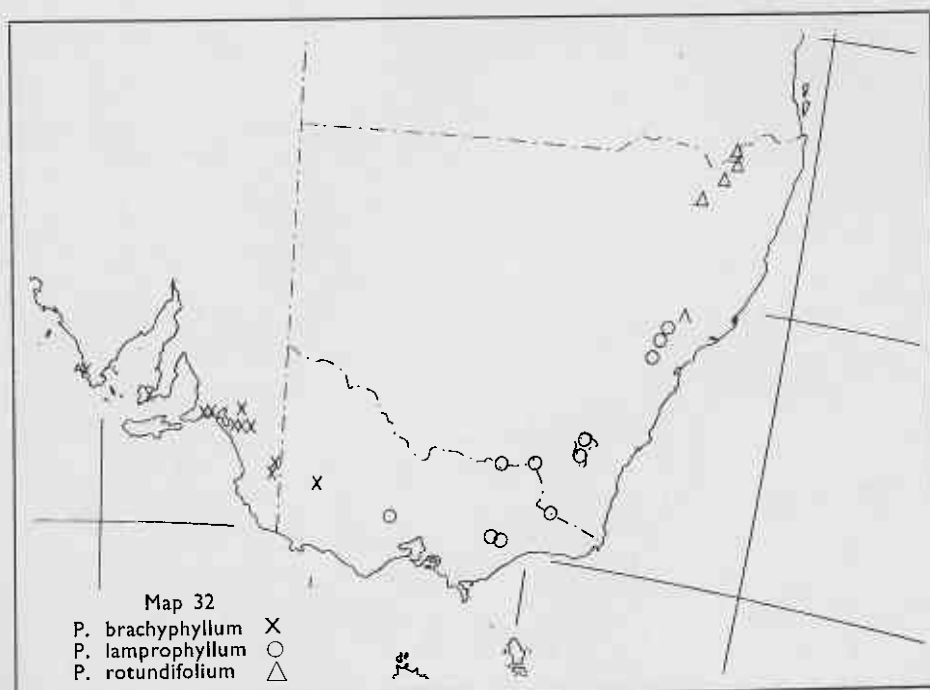 Map 32
P. brachyphyllum X
P. lamprophyllum O
P. rotundifolium △